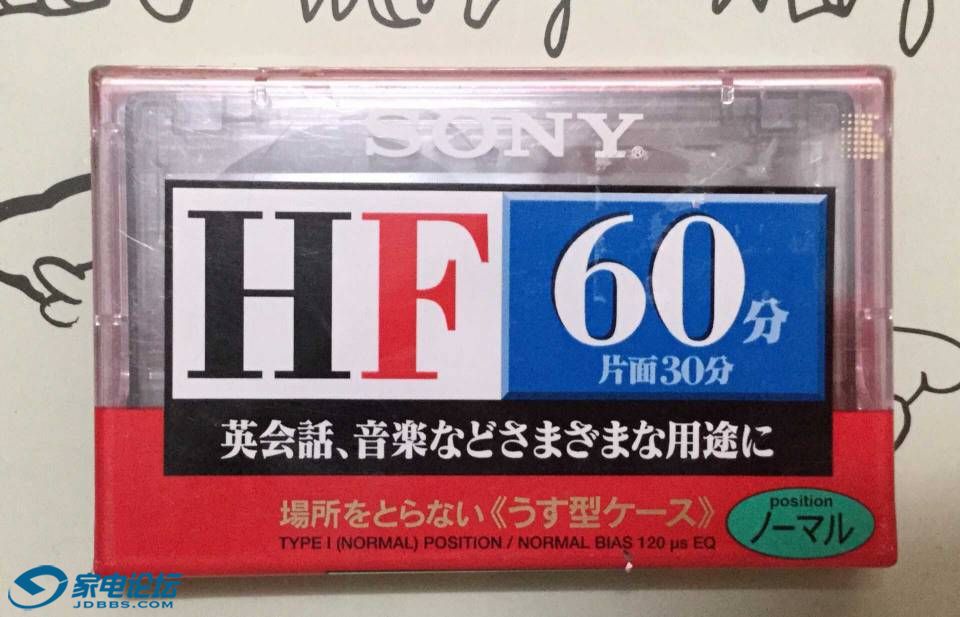 SONY®
HF 60分
片面30分
英会話、音楽などさまざまな用途に
場所をとらない《うす型ケース》
position
ノーマル
TYPE I (NORMAL) POSITION / NORMAL BIAS 120 μs EQ
家电论坛
JDBBS.COM